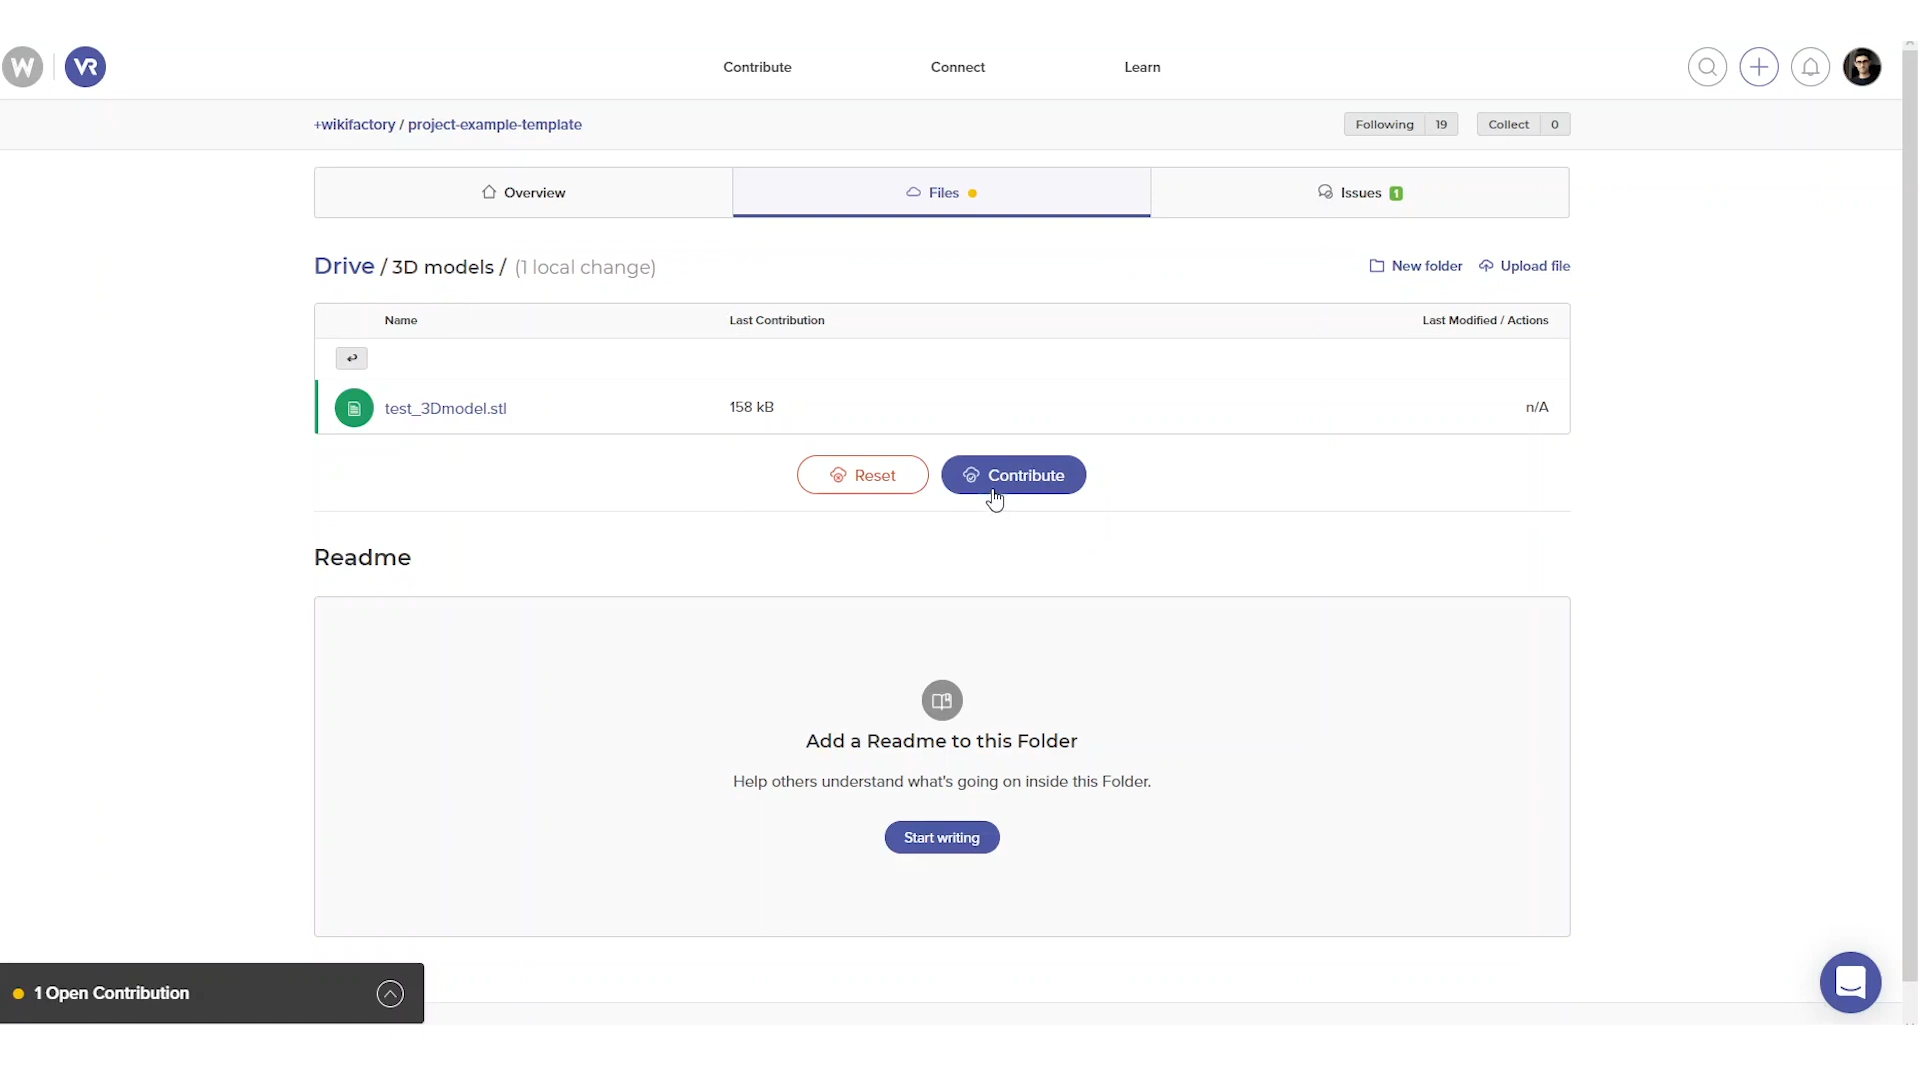 W VR Contribute Connect Learn
+wikifactory / project-example-template Following 19 Collect 0
Overview Files Issues 1
Drive / 3D models / (1 local change) New folder Upload file
Name Last Contribution Last Modified / Actions
test_3Dmodel.stl 158 kB n/A
Reset Contribute
Readme
Add a Readme to this Folder
Help others understand what's going on inside this Folder.
Start writing
1 Open Contribution